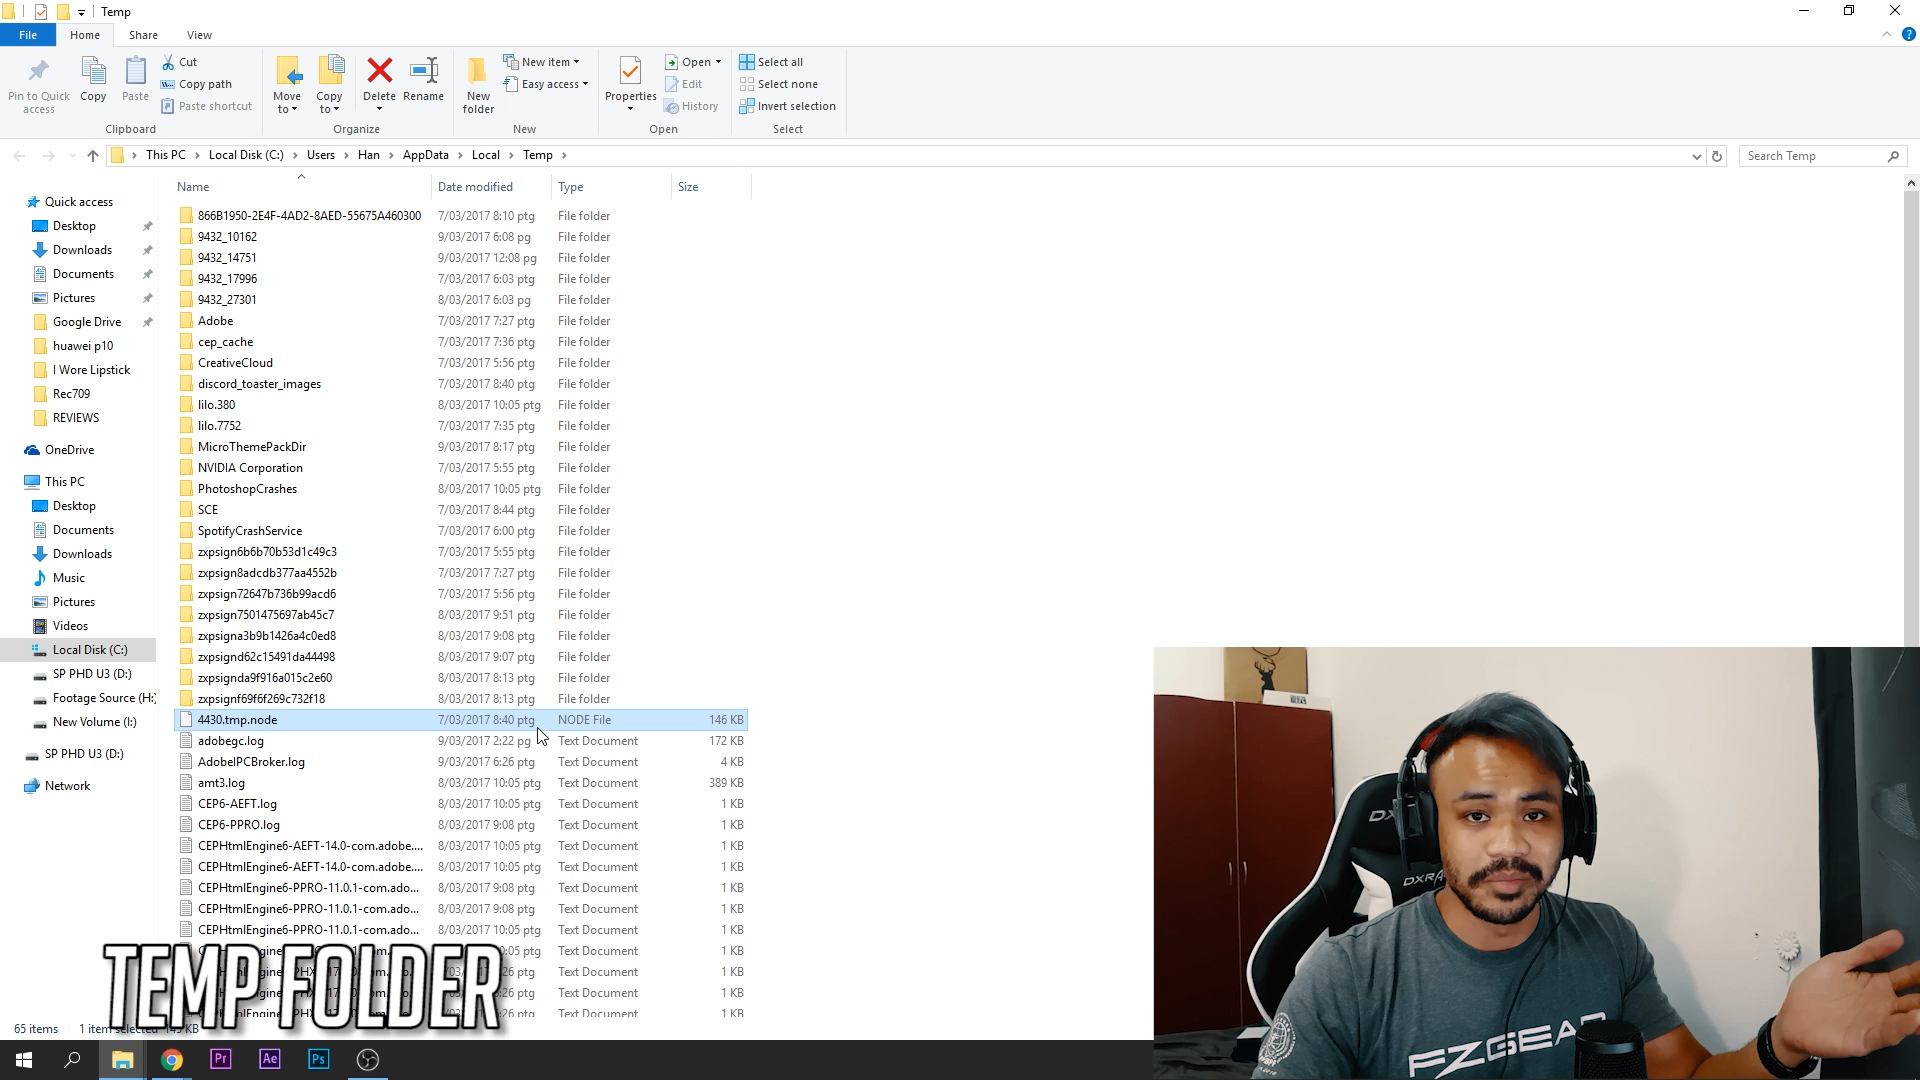 Temp
File Home Share View
Pin to Quick access
Copy
Paste
Cut
Copy path
Paste shortcut
Clipboard
Move to
Copy to
Delete
Rename
Organize
New folder
New item
Easy access
New
Properties
Open
Edit
History
Open
Select all
Select none
Invert selection
Select
This PC > Local Disk (C:) > Users > Han > AppData > Local > Temp >
Search Temp
Quick access
Desktop
Downloads
Documents
Pictures
Google Drive
huawei p10
I Wore Lipstick
Rec709
REVIEWS
OneDrive
This PC
Desktop
Documents
Downloads
Music
Pictures
Videos
Local Disk (C:)
SP PHD U3 (D:)
Footage Source (H:)
New Volume (I:)
SP PHD U3 (D:)
Network
Name Date modified Type Size
866B1950-2E4F-4AD2-8AED-55675A460300 7/03/2017 8:10 ptg File folder
9432_10162 9/03/2017 6:08 pg File folder
9432_14751 9/03/2017 12:08 pg File folder
9432_17996 7/03/2017 6:03 ptg File folder
9432_27301 8/03/2017 6:03 pg File folder
Adobe 7/03/2017 7:27 ptg File folder
cep_cache 7/03/2017 7:36 ptg File folder
CreativeCloud 7/03/2017 5:56 ptg File folder
discord_toaster_images 7/03/2017 8:40 ptg File folder
lilo.380 8/03/2017 10:05 ptg File folder
lilo.7752 7/03/2017 7:35 ptg File folder
MicroThemePackDir 9/03/2017 8:17 ptg File folder
NVIDIA Corporation 7/03/2017 5:55 ptg File folder
PhotoshopCrashes 8/03/2017 10:05 ptg File folder
SCE 7/03/2017 8:44 ptg File folder
SpotifyCrashService 7/03/2017 6:00 ptg File folder
zxpsign6b6b70b53d1c49c3 7/03/2017 5:55 ptg File folder
zxpsign8adcdb377aa4552b 7/03/2017 7:27 ptg File folder
zxpsign72647b736b99acd6 7/03/2017 5:56 ptg File folder
zxpsign7501475697ab45c7 8/03/2017 9:51 ptg File folder
zxpsigna3b9b1426a4c0ed8 8/03/2017 9:08 ptg File folder
zxpsignd62c15491da44498 8/03/2017 9:07 ptg File folder
zxpsignda9f916a015c2e60 8/03/2017 8:13 ptg File folder
zxpsignf69f6f269c732f18 8/03/2017 8:13 ptg File folder
4430.tmp.node 7/03/2017 8:40 ptg NODE File 146 KB
adobegc.log 9/03/2017 2:22 pg Text Document 172 KB
AdobeIPCBroker.log 9/03/2017 6:26 ptg Text Document 4 KB
amt3.log 8/03/2017 10:05 ptg Text Document 389 KB
CEP6-AEFT.log 8/03/2017 10:05 ptg Text Document 1 KB
CEP6-PPRO.log 8/03/2017 9:08 ptg Text Document 1 KB
CEPHtmlEngine6-AEFT-14.0-com.adobe.... 8/03/2017 10:05 ptg Text Document 1 KB
CEPHtmlEngine6-AEFT-14.0-com.adobe.... 8/03/2017 10:05 ptg Text Document 1 KB
CEPHtmlEngine6-PPRO-11.0.1-com.ado... 8/03/2017 9:08 ptg Text Document 1 KB
CEPHtmlEngine6-PPRO-11.0.1-com.ado... 8/03/2017 9:08 ptg Text Document 1 KB
CEPHtmlEngine6-PPRO-11.0.1-com.ado... 8/03/2017 10:05 ptg Text Document 1 KB
Text Document 1 KB
Text Document 1 KB
Text Document 1 KB
Text Document 1 KB
TEMP FOLDER
65 items 1 item selected
Pr Ae Ps
DXRA
FZGEAR